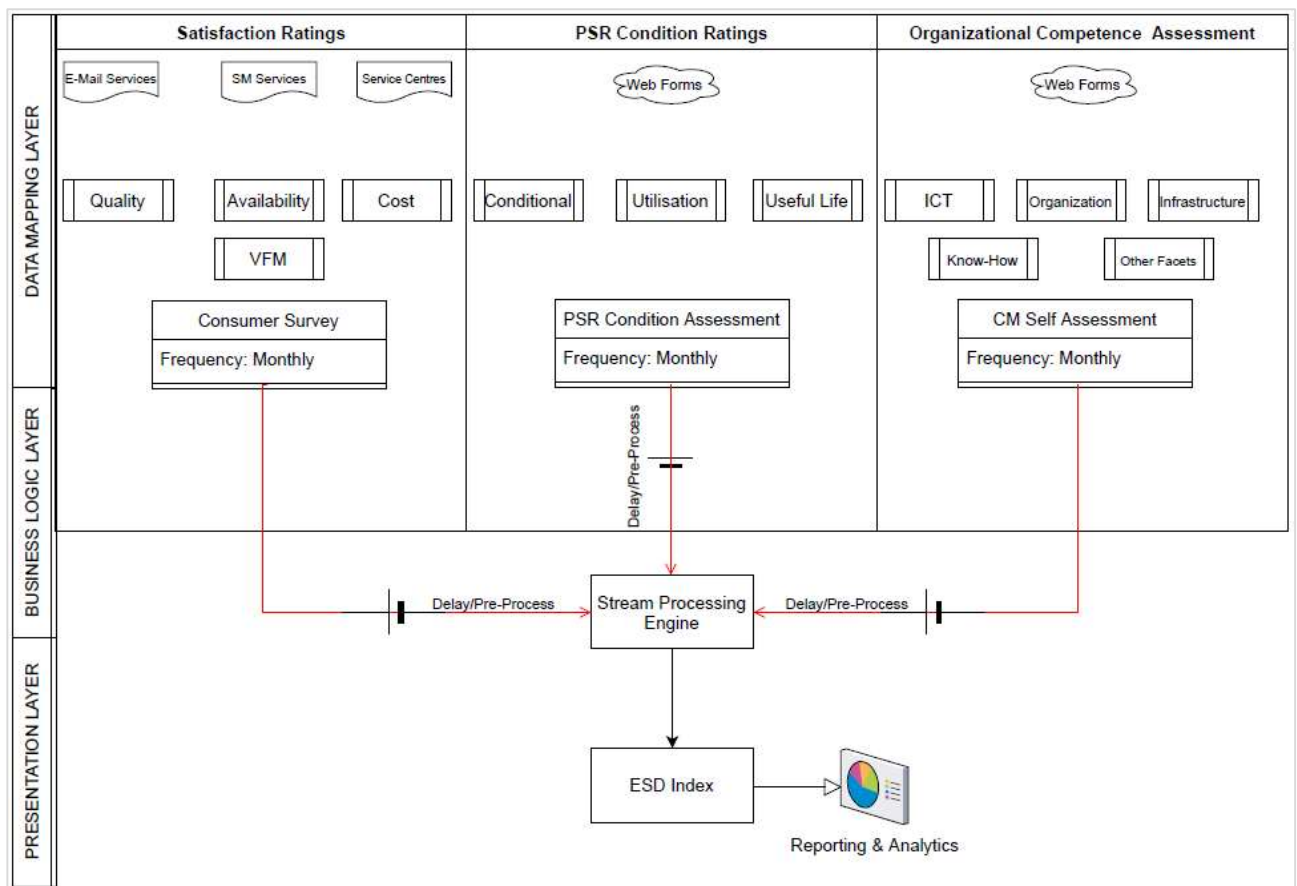 Satisfaction Ratings
PSR Condition Ratings
Organizational Competence Assessment
DATA MAPPING LAYER
E-Mail Services
SM Services
Service Centres
Web Forms
Web Forms
Quality
Availability
Cost
Conditional
Utilisation
Useful Life
ICT
Organization
Infrastructure
VFM
Know-How
Other Facets
Consumer Survey
Frequency: Monthly
PSR Condition Assessment
Frequency: Monthly
CM Self Assessment
Frequency: Monthly
BUSINESS LOGIC LAYER
Delay/Pre-Process
Delay/Pre-Process
Stream Processing
Engine
Delay/Pre-Process
PRESENTATION LAYER
ESD Index
Reporting & Analytics